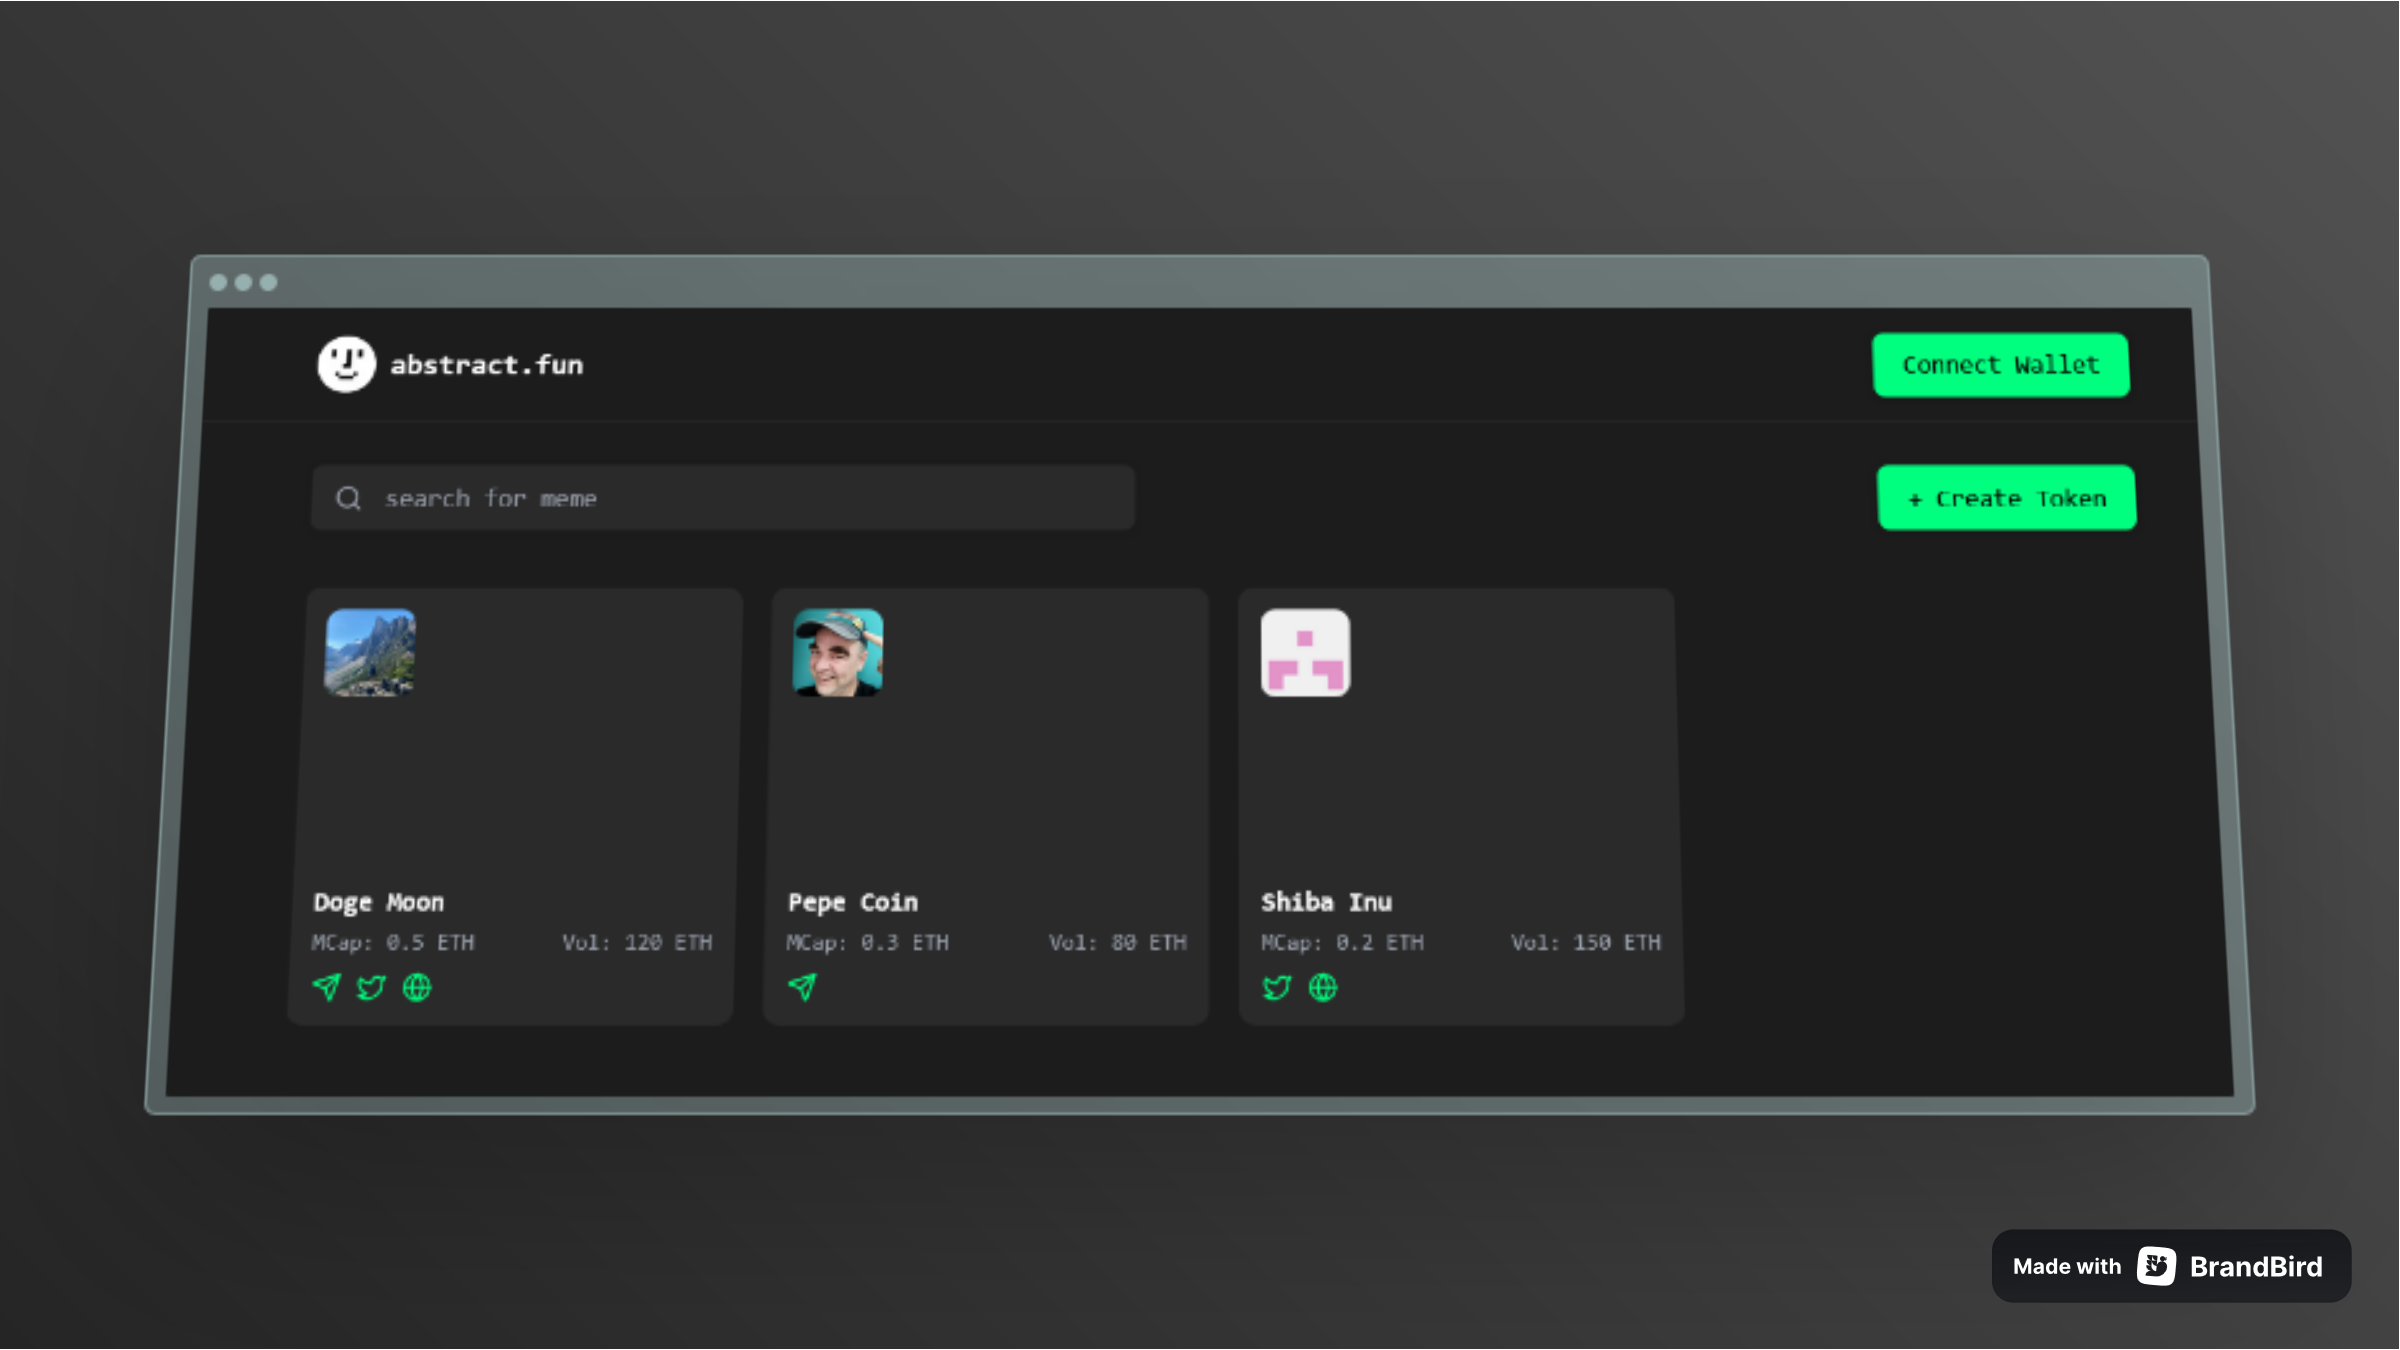 abstract.fun
Connect Wallet
search for meme
+ Create Token
Doge Moon
MCap: 0.5 ETH
Vol: 120 ETH
Pepe Coin
MCap: 0.3 ETH
Vol: 80 ETH
Shiba Inu
MCap: 0.2 ETH
Vol: 150 ETH
Made with BrandBird